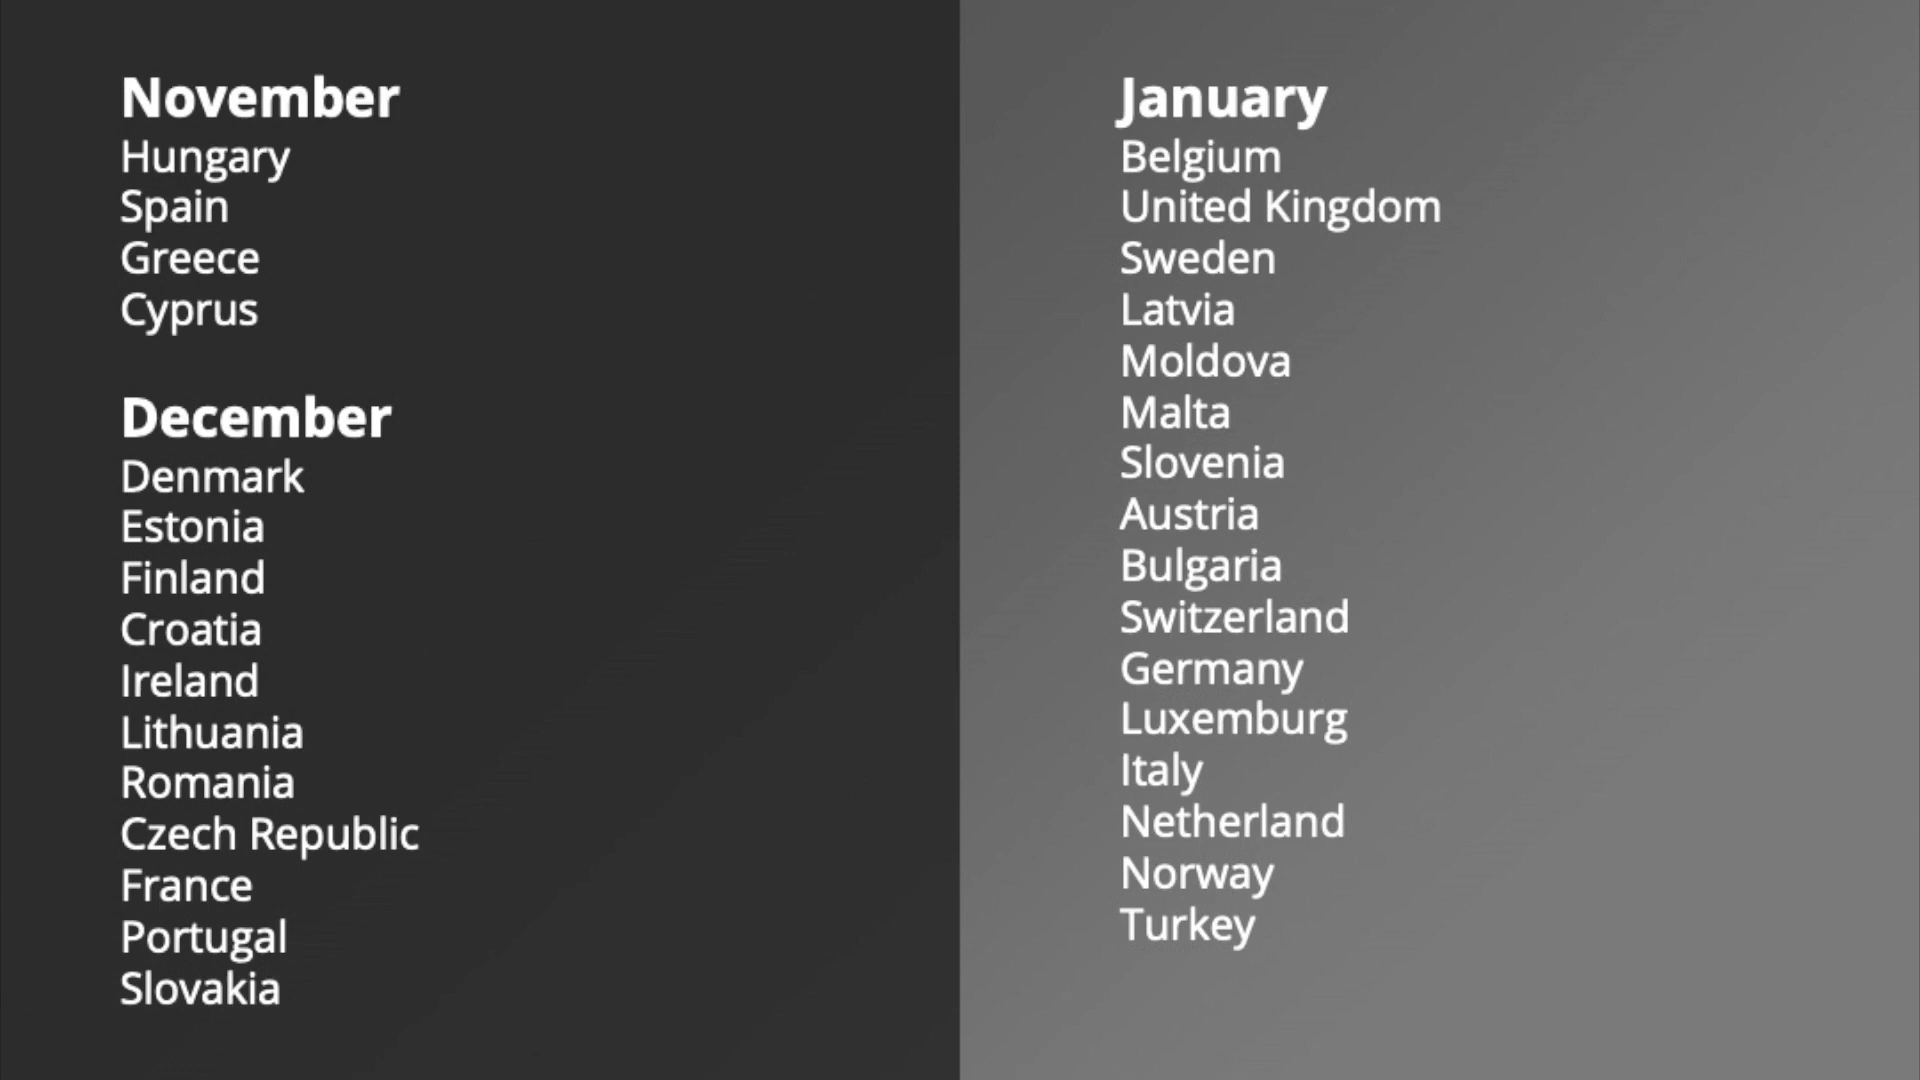 November
Hungary
Spain
Greece
Cyprus
December
Denmark
Estonia
Finland
Croatia
Ireland
Lithuania
Romania
Czech Republic
France
Portugal
Slovakia
January
Belgium
United Kingdom
Sweden
Latvia
Moldova
Malta
Slovenia
Austria
Bulgaria
Switzerland
Germany
Luxemburg
Italy
Netherland
Norway
Turkey